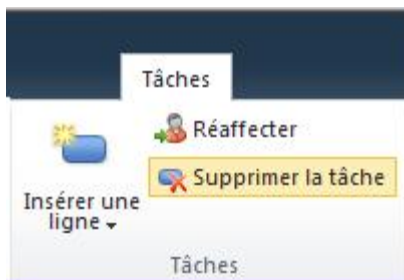 Tâches
Réaffecter
Supprimer la tâche
Insérer une
ligne
Tâches